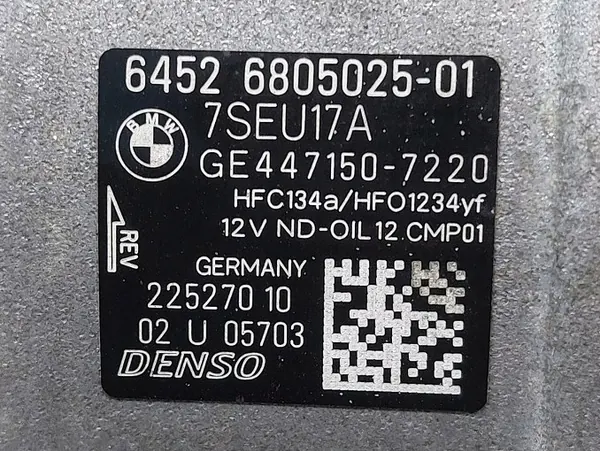 6452 6805025-01
BMW
7SEU17A
GE447150-7220
HFC134a/HFO1234yf
12V ND-OIL12 CMP01
REV
GERMANY
225270 10
02 U 05703
DENSO